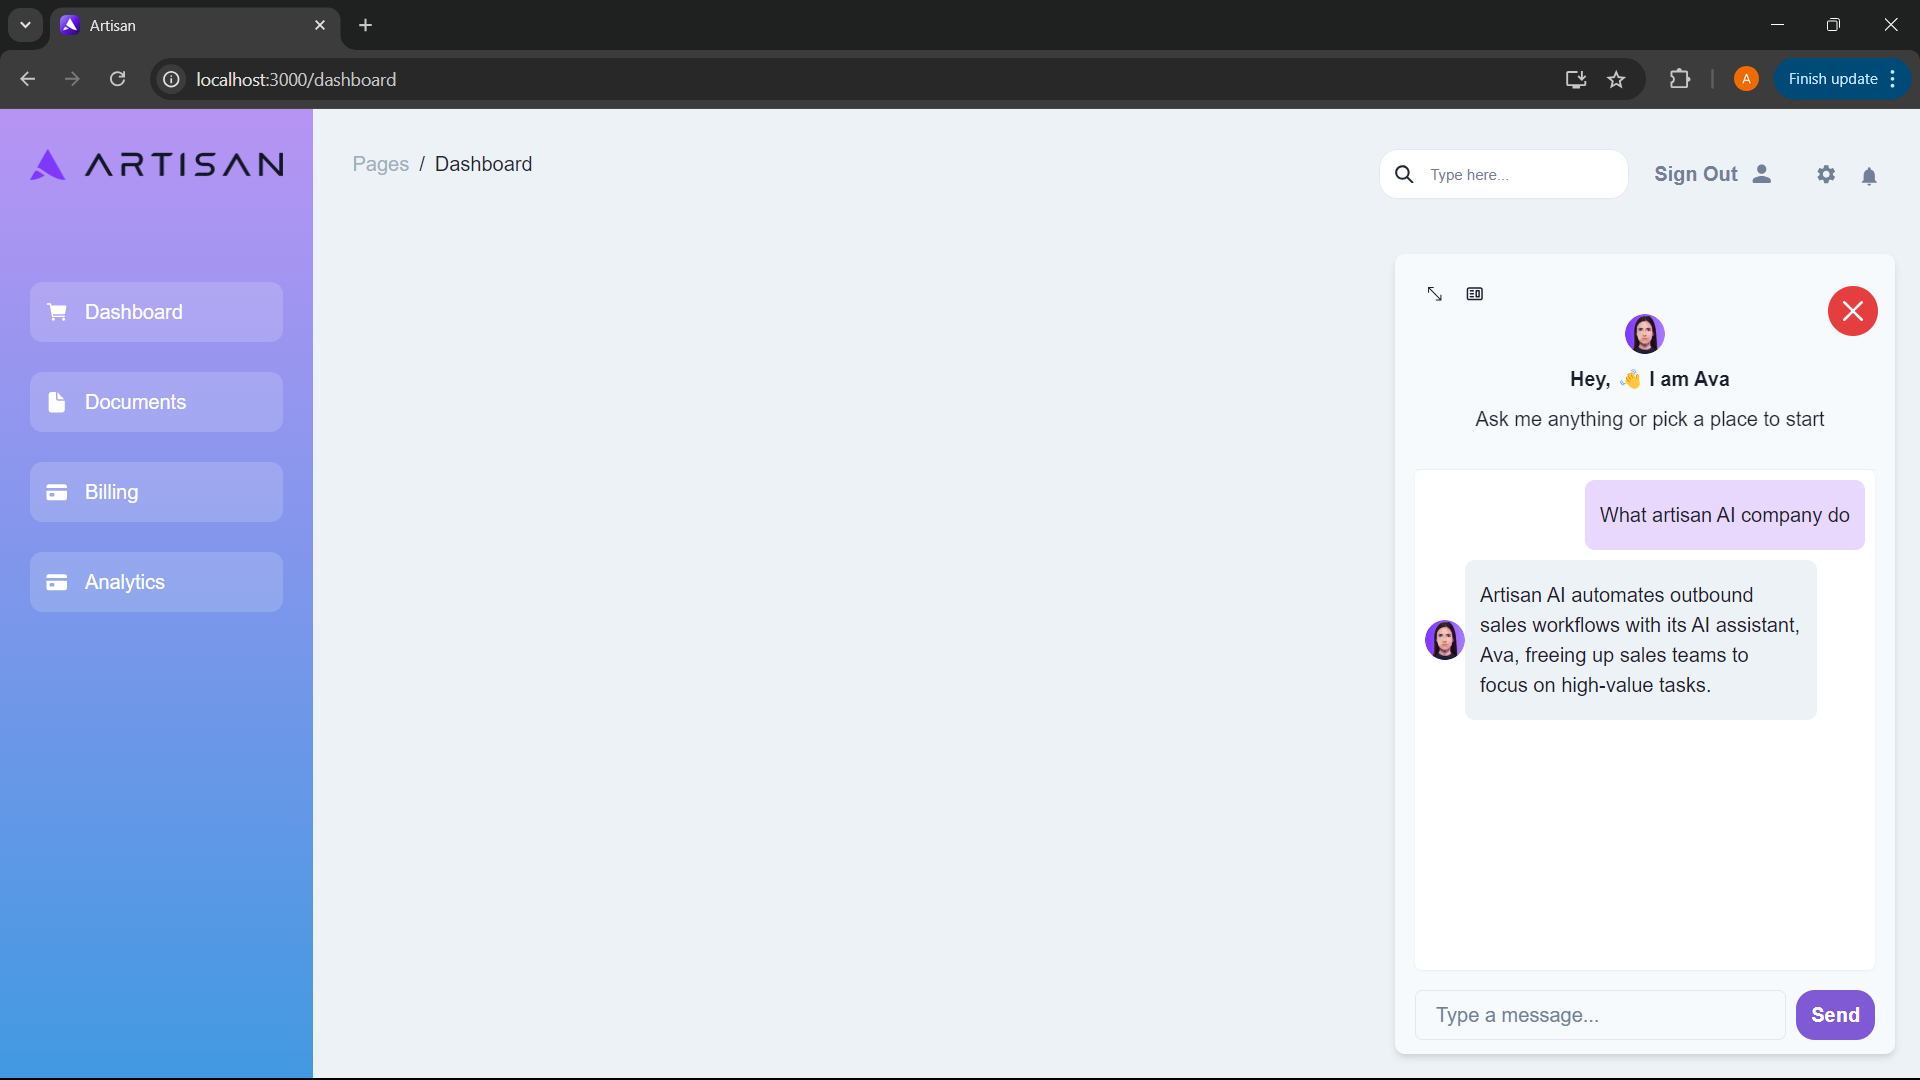 Artisan
localhost:3000/dashboard
A
Finish update
ARTISAN
Pages / Dashboard
Type here...
Sign Out
Dashboard
Documents
Billing
Analytics
Hey, 👋 I am Ava
Ask me anything or pick a place to start
What artisan AI company do
Artisan AI automates outbound
sales workflows with its AI assistant,
Ava, freeing up sales teams to
focus on high-value tasks.
Type a message...
Send